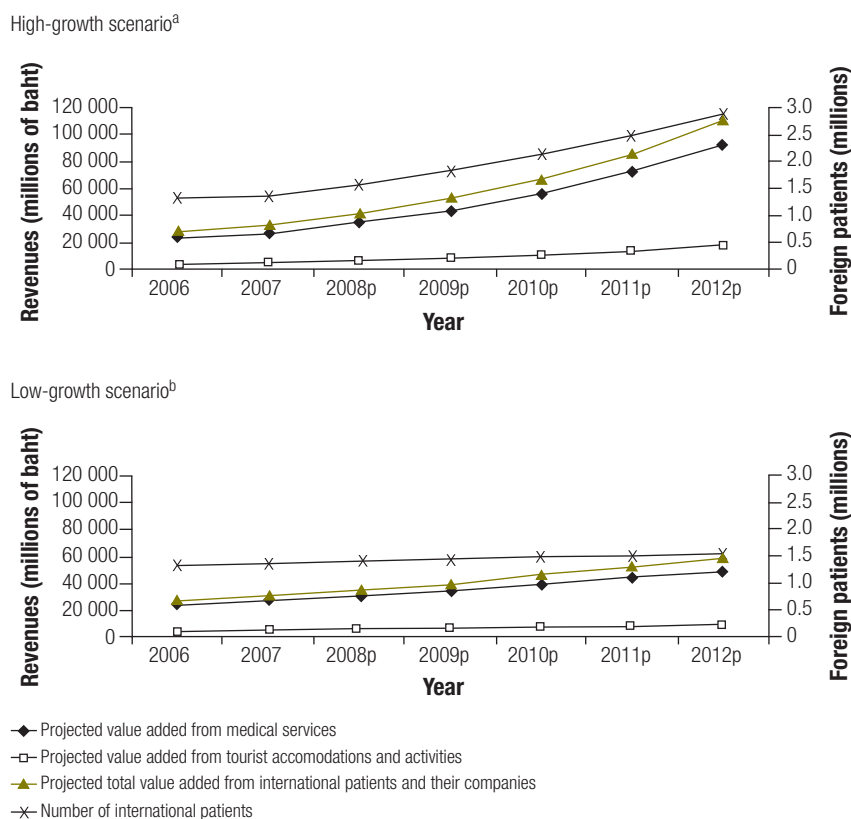 High-growth scenarioa
Revenues (millions of baht)
Foreign patients (millions)
120 000
100 000
80 000
60 000
40 000
20 000
0
3.0
2.5
2.0
1.5
1.0
0.5
0
2006 2007 2008p 2009p 2010p 2011p 2012p
Year
Low-growth scenariob
Revenues (millions of baht)
Foreign patients (millions)
120 000
100 000
80 000
60 000
40 000
20 000
0
3.0
2.5
2.0
1.5
1.0
0.5
0
2006 2007 2008p 2009p 2010p 2011p 2012p
Year
Projected value added from medical services
Projected value added from tourist accomodations and activities
Projected total value added from international patients and their companies
Number of international patients